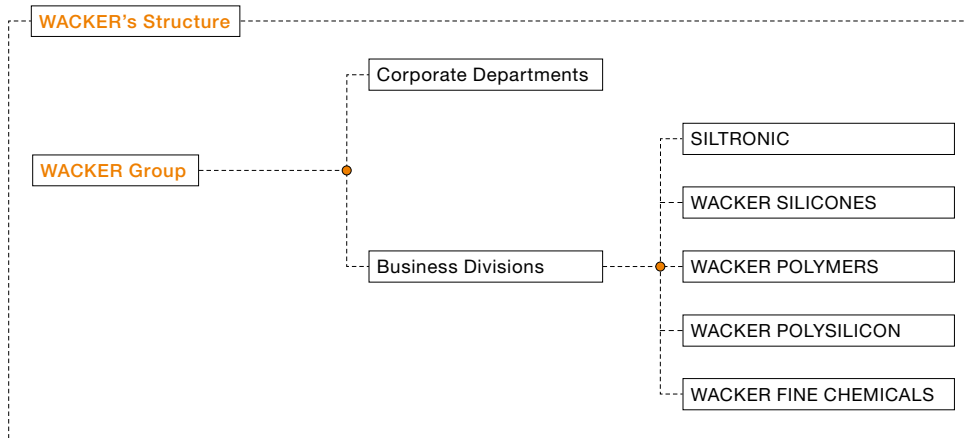 WACKER's Structure
Corporate Departments
WACKER Group
Business Divisions
SILTRONIC
WACKER SILICONES
WACKER POLYMERS
WACKER POLYSILICON
WACKER FINE CHEMICALS